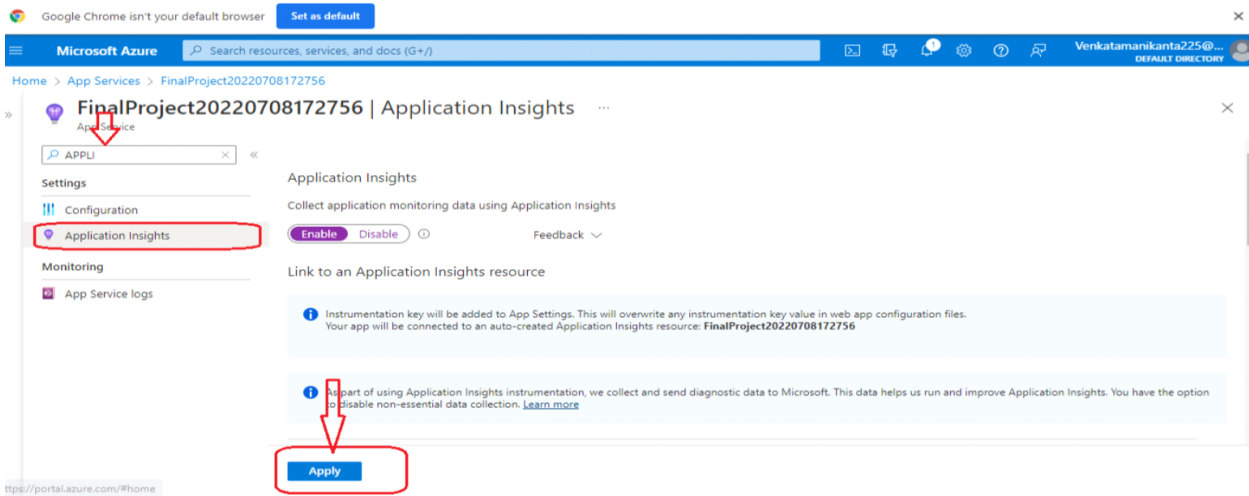 Google Chrome isn't your default browser Set as default
Microsoft Azure Search resources, services, and docs (G+/) 1 Venkatamanikanta225@...
DEFAULT DIRECTORY
Home > App Services > FinalProject20220708172756
FinalProject20220708172756 | Application Insights ...
App Service
APPLI
Settings
Configuration
Application Insights
Monitoring
App Service logs
Application Insights
Collect application monitoring data using Application Insights
Enable Disable Feedback
Link to an Application Insights resource
Instrumentation key will be added to App Settings. This will overwrite any instrumentation key value in web app configuration files.
Your app will be connected to an auto-created Application Insights resource: FinalProject20220708172756
As part of using Application Insights instrumentation, we collect and send diagnostic data to Microsoft. This data helps us run and improve Application Insights. You have the option
to disable non-essential data collection. Learn more
Apply
ttps://portal.azure.com/#home